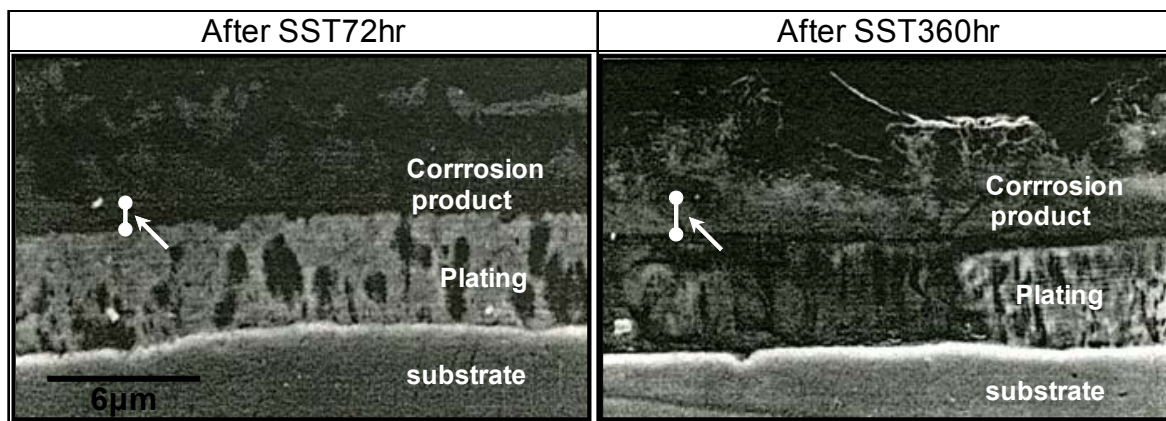 After SST72hr
After SST360hr
Corrrosion
product
Plating
substrate
6μm
Corrrosion
product
Plating
substrate